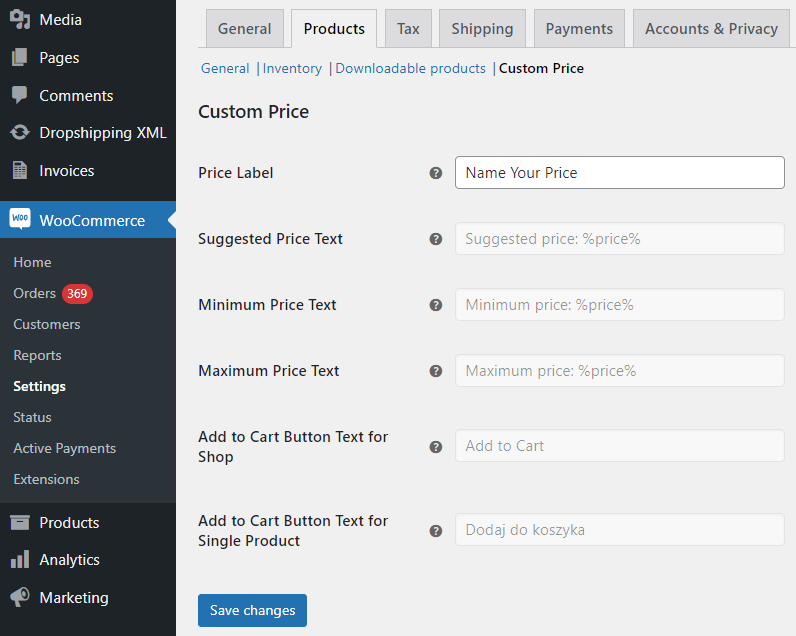 Media
Pages
Comments
Dropshipping XML
Invoices
Woo WooCommerce
Home
Orders 369
Customers
Reports
Settings
Status
Active Payments
Extensions
Products
Analytics
Marketing
General Products Tax Shipping Payments Accounts & Privacy
General | Inventory | Downloadable products | Custom Price
Custom Price
Price Label ? Name Your Price
Suggested Price Text ? Suggested price: %price%
Minimum Price Text ? Minimum price: %price%
Maximum Price Text ? Maximum price: %price%
Add to Cart Button Text for
Shop ? Add to Cart
Add to Cart Button Text for
Single Product ? Dodaj do koszyka
Save changes